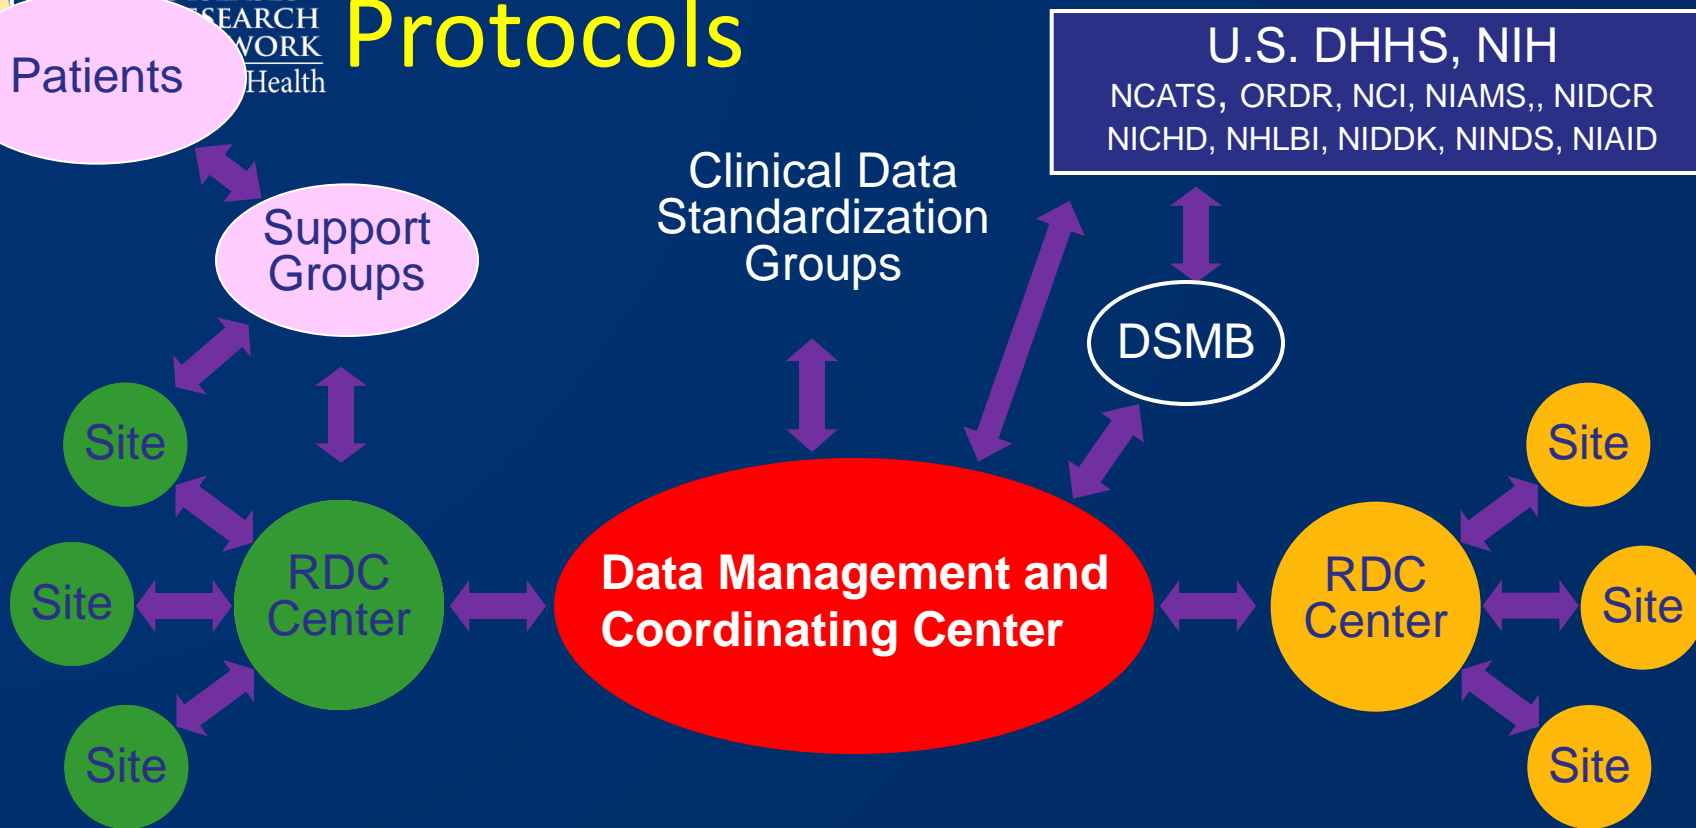 Protocols
WORK
Health
Patients
U.S. DHHS, NIH
NCATS, ORDR, NCI, NIAMS,, NIDCR
NICHD, NHLBI, NIDDK, NINDS, NIAID
Clinical Data
Standardization
Groups
Support
Groups
DSMB
Site
Site
RDC
Center
Data Management and
Coordinating Center
RDC
Center
Site
Site
Site
Site